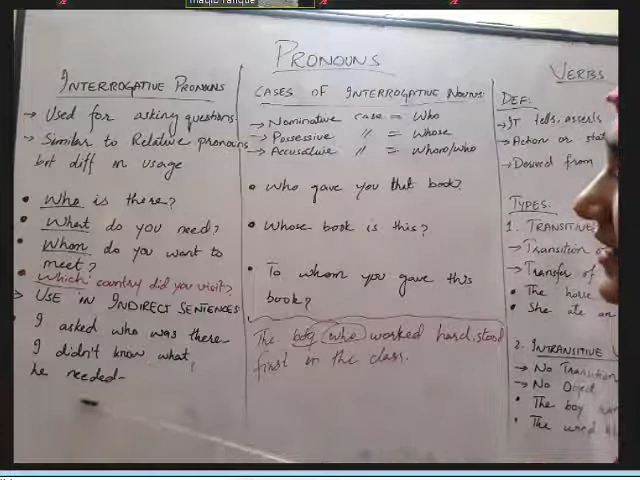 PRONOUNS
INTERROGATIVE PRONOUNS
→ Used for asking questions
→ Similar to Relative pronouns
but diff in usage
• Who is there?
• What do you need?
• Whom do you want to
meet?
• Which country did you visit?
→ USE IN INDIRECT SENTENCES
• I asked who was there.
I didn't know what
he needed.
CASES OF INTERROGATIVE NOUNS
→ Nominative case = Who
→ Possessive " = Whose
→ Accusative " = Whom/who
• Who gave you that book?
• Whose book is this?
• To whom you gave this
book?
The boy who worked hard, stood
first in the class.
VERBS
DEF:
→ IT tells, asserts
→ Action or stat
→ Derived from
TYPES:
1. TRANSITIVE
→ Transition
→ Transfer of
• The horse
• She ate an
2. INTRANSITIVE
→ No Transition
→ No Object
• The boy
• The wind